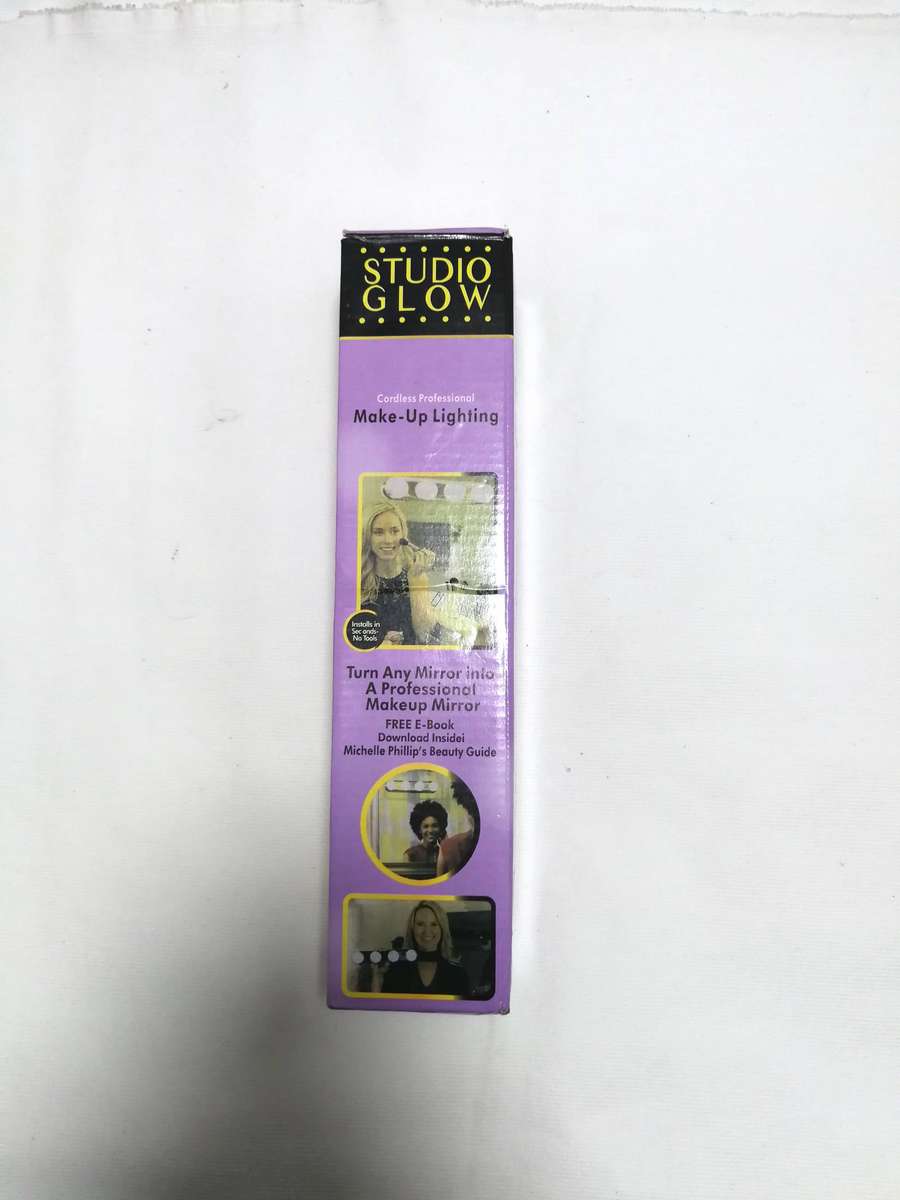 STUDIO
GLOW
Cordless Professional
Make-Up Lighting
Installs in
Seconds-
No Tools
Turn Any Mirror into
A Professional
Makeup Mirror
FREE E-Book
Download Insidei
Michelle Phillip's Beauty Guide